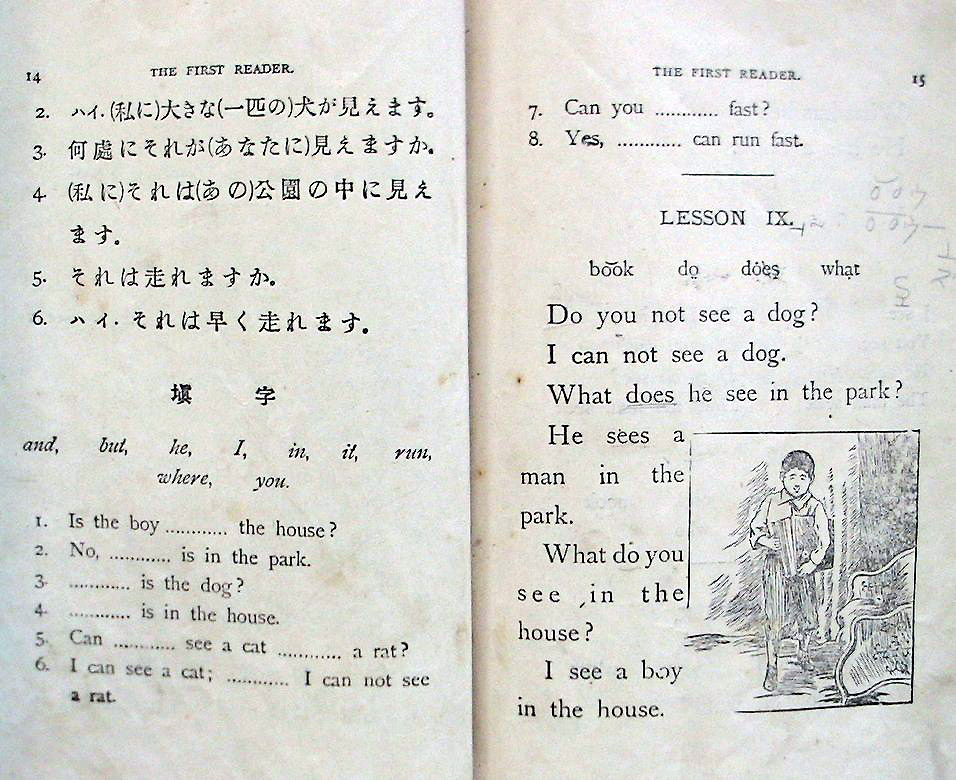 14 THE FIRST READER.
2. ハイ. (私に)大きな(一匹の)犬が見えます。
3. 何處にそれが(あなたに)見えますか。
4 (私に)それは(あの)公園の中に見え
ます。
5. それは走れますか。
6. ハイ. それは早く走れます。
填 字
and, but, he, I, in, it, run,
where, you.
1. Is the boy ............ the house?
2. No, ............ is in the park.
3. ............ is the dog?
4. ............ is in the house.
5. Can ............ see a cat ............ a rat?
6. I can see a cat; ............ I can not see
a rat.
THE FIRST READER. 15
7. Can you ............ fast?
8. Yes, ............ can run fast.
LESSON IX.
book do does what
Do you not see a dog?
I can not see a dog.
What does he see in the park?
He sees a
man in the
park.
What do you
see in the
house?
I see a boy
in the house.